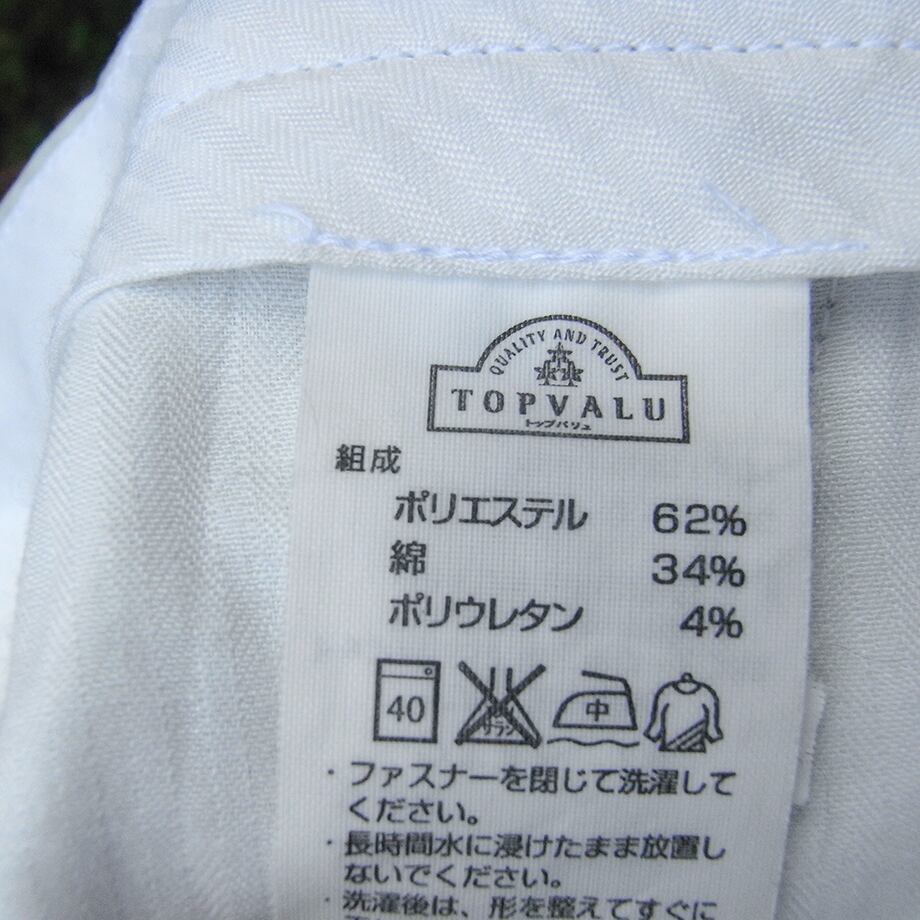 QUALITY AND TRUST
TOPVALU
トップバリュ
組成
ポリエステル 62%
綿 34%
ポリウレタン 4%
40 中
・ファスナーを閉じて洗濯して
ください。
・長時間水に浸けたまま放置し
ないでください。
・洗濯後は、形を整えてすぐに